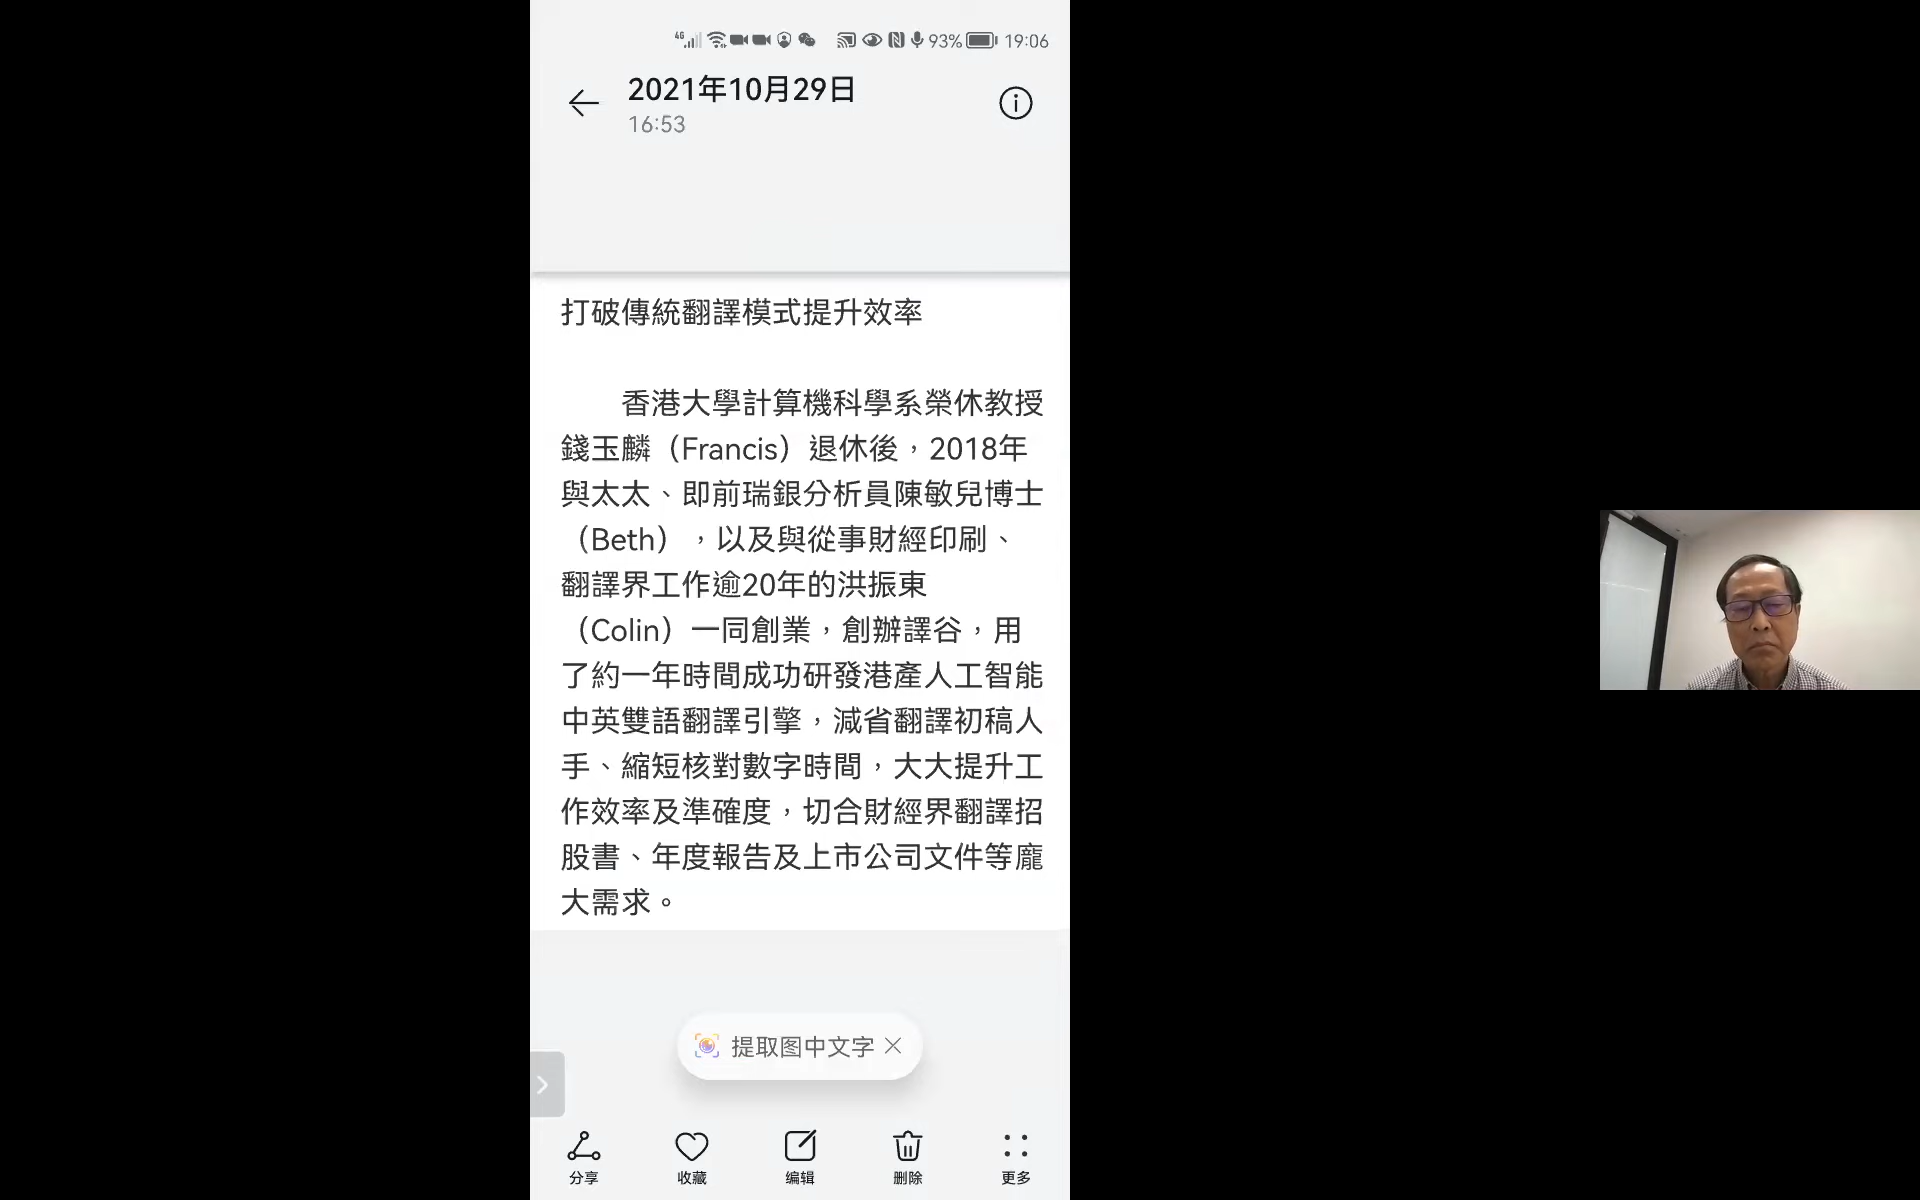 4G 93% 19:06
2021年10月29日
16:53
打破傳統翻譯模式提升效率
香港大學計算機科學系榮休教授
錢玉麟（Francis）退休後，2018年
與太太、即前瑞銀分析員陳敏兒博士
（Beth），以及與從事財經印刷、
翻譯界工作逾20年的洪振東
（Colin）一同創業，創辦譯谷，用
了約一年時間成功研發港產人工智能
中英雙語翻譯引擎，減省翻譯初稿人
手、縮短核對數字時間，大大提升工
作效率及準確度，切合財經界翻譯招
股書、年度報告及上市公司文件等龐
大需求。
提取图中文字
分享 收藏 编辑 删除 更多